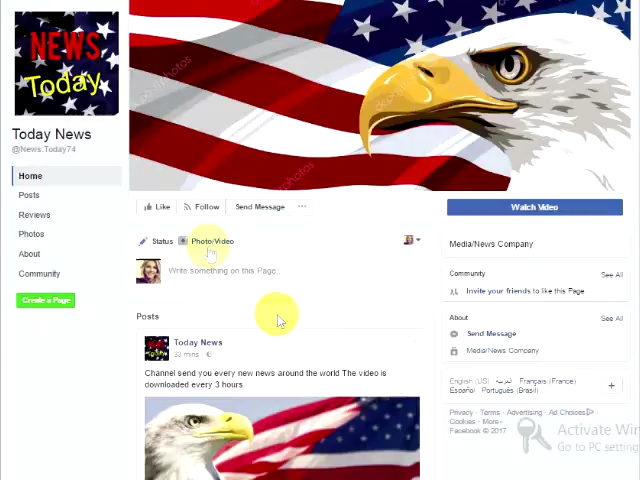 NEWS
Today
depositphotos
depositphotos
depositphotos
Today News
@News.Today74
Home
Posts
Reviews
Photos
About
Community
Create a Page
Like Follow Send Message ...
Watch Video
Status Photo/Video
Write something on this Page..
Posts
Today News
33 mins
Channel send you every new news around the world The video is
downloaded every 3 hours
Media/News Company
Community See All
Invite your friends to like this Page
About See All
Send Message
Media/News Company
English (US) · العربية · Français (France)
Español · Português (Brasil)
Privacy · Terms · Advertising · Ad Choices
Cookies · More
Facebook © 2017
Activate Win
Go to PC setting